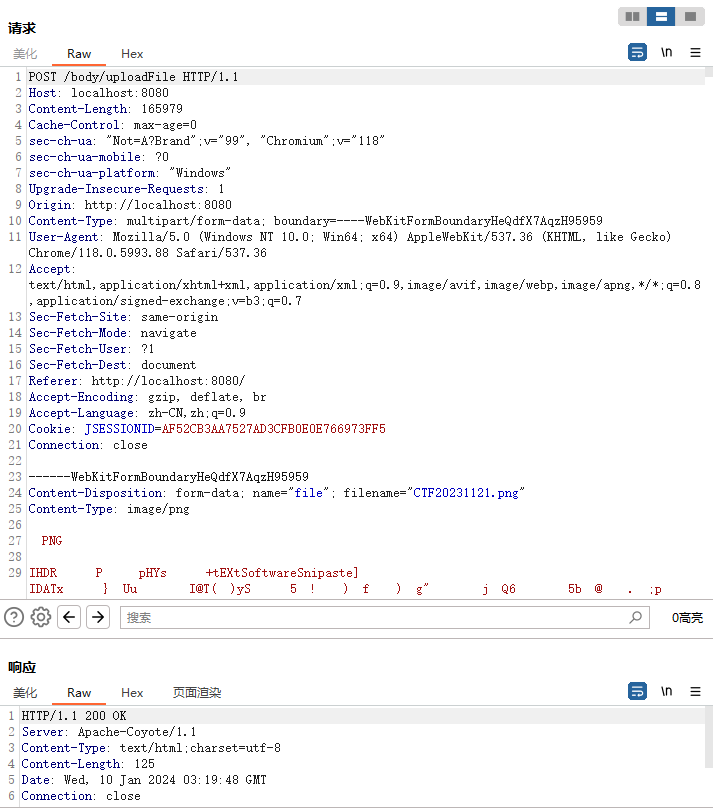 请求
美化 Raw Hex \n
1 POST /body/uploadFile HTTP/1.1
2 Host: localhost:8080
3 Content-Length: 165979
4 Cache-Control: max-age=0
5 sec-ch-ua: "Not=A?Brand";v="99", "Chromium";v="118"
6 sec-ch-ua-mobile: ?0
7 sec-ch-ua-platform: "Windows"
8 Upgrade-Insecure-Requests: 1
9 Origin: http://localhost:8080
10 Content-Type: multipart/form-data; boundary=----WebKitFormBoundaryHeQdfX7AqzH95959
11 User-Agent: Mozilla/5.0 (Windows NT 10.0; Win64; x64) AppleWebKit/537.36 (KHTML, like Gecko)
Chrome/118.0.5993.88 Safari/537.36
12 Accept:
text/html,application/xhtml+xml,application/xml;q=0.9,image/avif,image/webp,image/apng,*/*;q=0.8
,application/signed-exchange;v=b3;q=0.7
13 Sec-Fetch-Site: same-origin
14 Sec-Fetch-Mode: navigate
15 Sec-Fetch-User: ?1
16 Sec-Fetch-Dest: document
17 Referer: http://localhost:8080/
18 Accept-Encoding: gzip, deflate, br
19 Accept-Language: zh-CN,zh;q=0.9
20 Cookie: JSESSIONID=AF52CB3AA7527AD3CFB0E0E766973FF5
21 Connection: close
22
23 ------WebKitFormBoundaryHeQdfX7AqzH95959
24 Content-Disposition: form-data; name="file"; filename="CTF20231121.png"
25 Content-Type: image/png
26
27 PNG
28
29 IHDR P pHYs +tEXtSoftwareSnipaste]
IDATx } Uu I@T( )yS 5 ! ) f ) g" j Q6 5b @ . ;p
搜索 0高亮
响应
美化 Raw Hex 页面渲染 \n
1 HTTP/1.1 200 OK
2 Server: Apache-Coyote/1.1
3 Content-Type: text/html;charset=utf-8
4 Content-Length: 125
5 Date: Wed, 10 Jan 2024 03:19:48 GMT
6 Connection: close